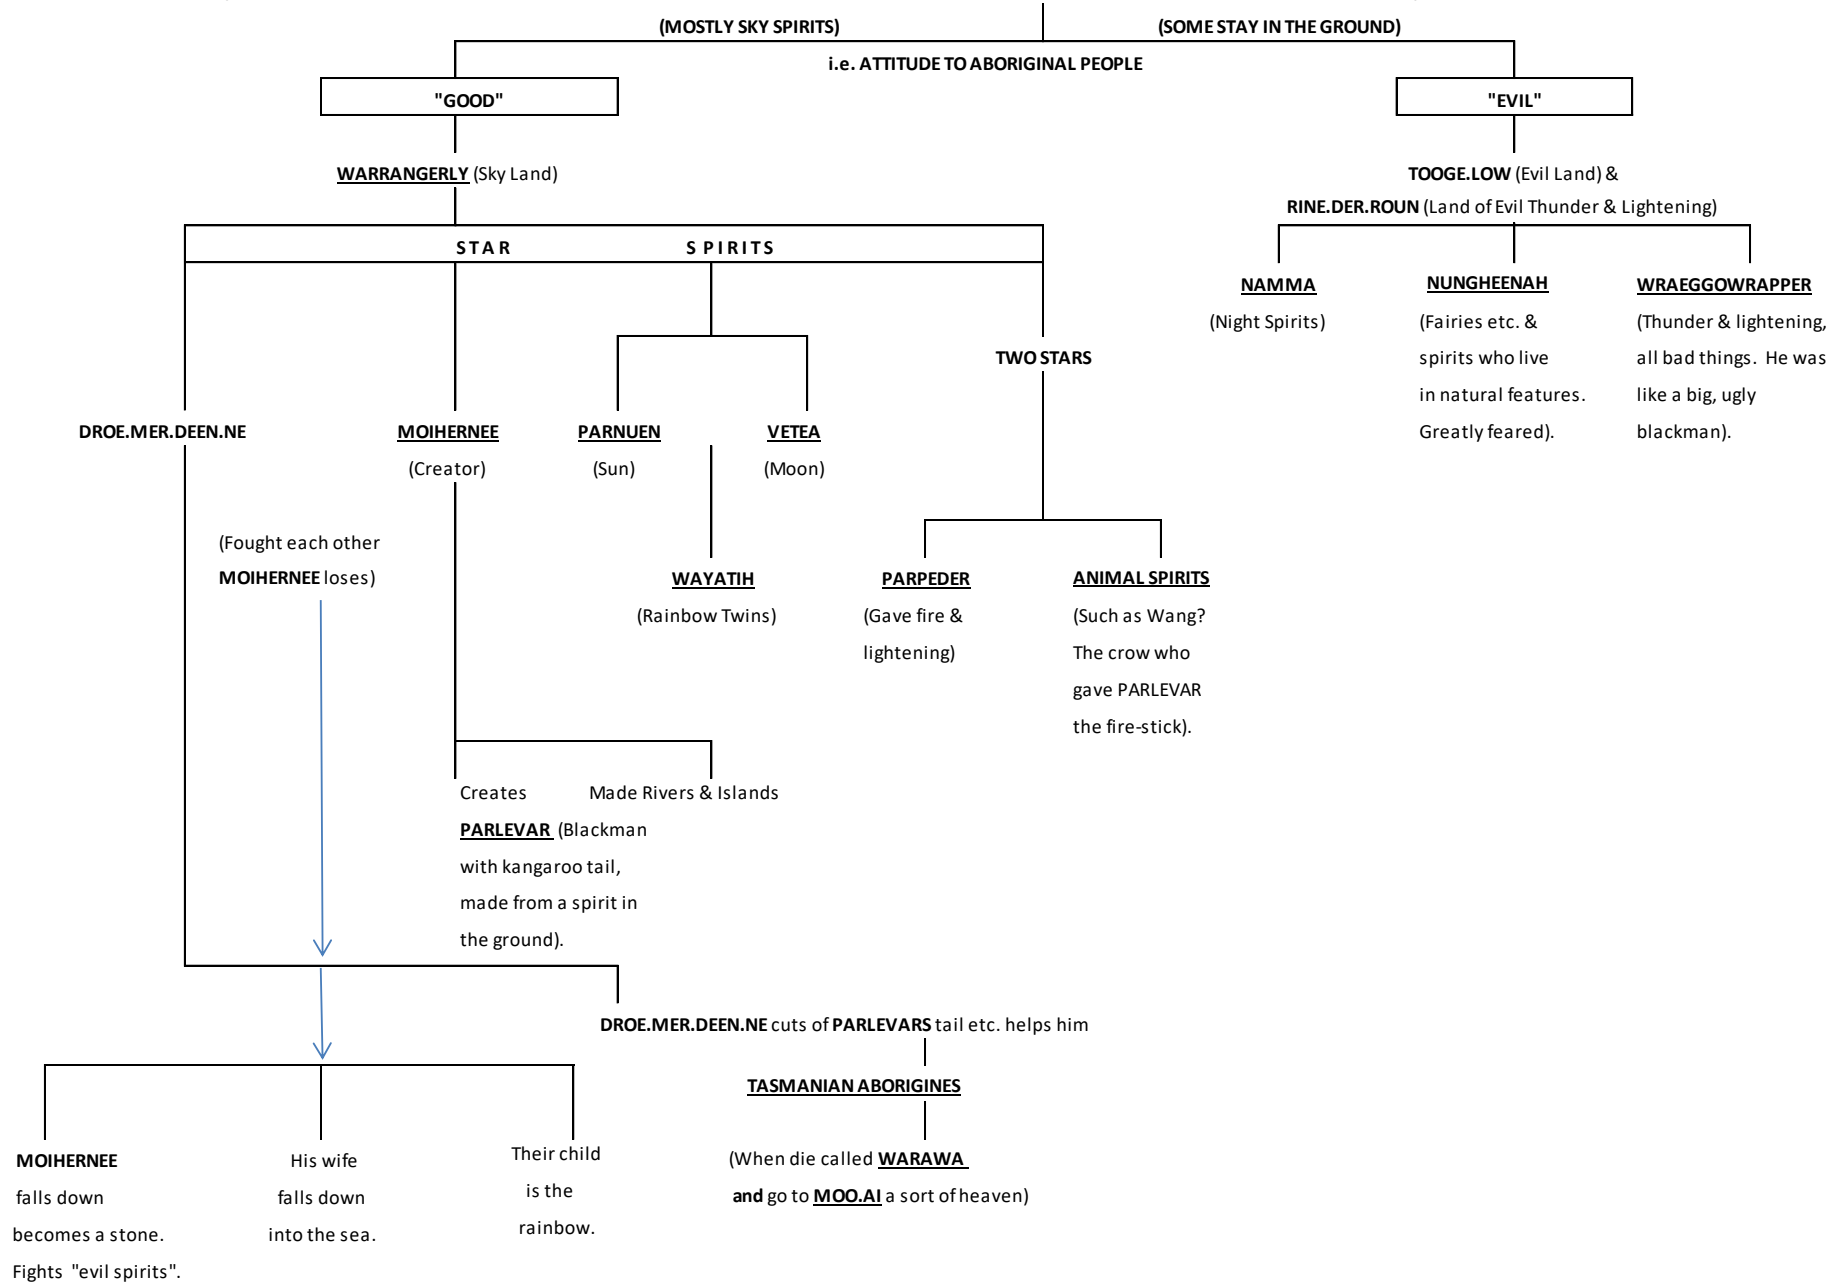 (MOSTLY SKY SPIRITS) (SOME STAY IN THE GROUND)
i.e. ATTITUDE TO ABORIGINAL PEOPLE
"GOOD" "EVIL"
WARRANGERLY (Sky Land)
TOOGE.LOW (Evil Land) &
RINE.DER.ROUN (Land of Evil Thunder & Lightening)
STAR SPIRITS
NAMMA
(Night Spirits)
NUNGHEENAH
(Fairies etc. &
spirits who live
in natural features.
Greatly feared).
WRAEGGOWRAPPER
(Thunder & lightening,
all bad things. He was
like a big, ugly
blackman).
TWO STARS
DROE.MER.DEEN.NE
MOIHERNEE
(Creator)
PARNUEN
(Sun)
VETEA
(Moon)
(Fought each other
MOIHERNEE loses)
WAYATIH
(Rainbow Twins)
PARPEDER
(Gave fire &
lightening)
ANIMAL SPIRITS
(Such as Wang?
The crow who
gave PARLEVAR
the fire-stick).
Creates
PARLEVAR (Blackman
with kangaroo tail,
made from a spirit in
the ground).
Made Rivers & Islands
DROE.MER.DEEN.NE cuts of PARLEVARS tail etc. helps him
TASMANIAN ABORIGINES
(When die called WARAWA
and go to MOO.AI a sort of heaven)
MOIHERNEE
falls down
becomes a stone.
Fights "evil spirits".
His wife
falls down
into the sea.
Their child
is the
rainbow.